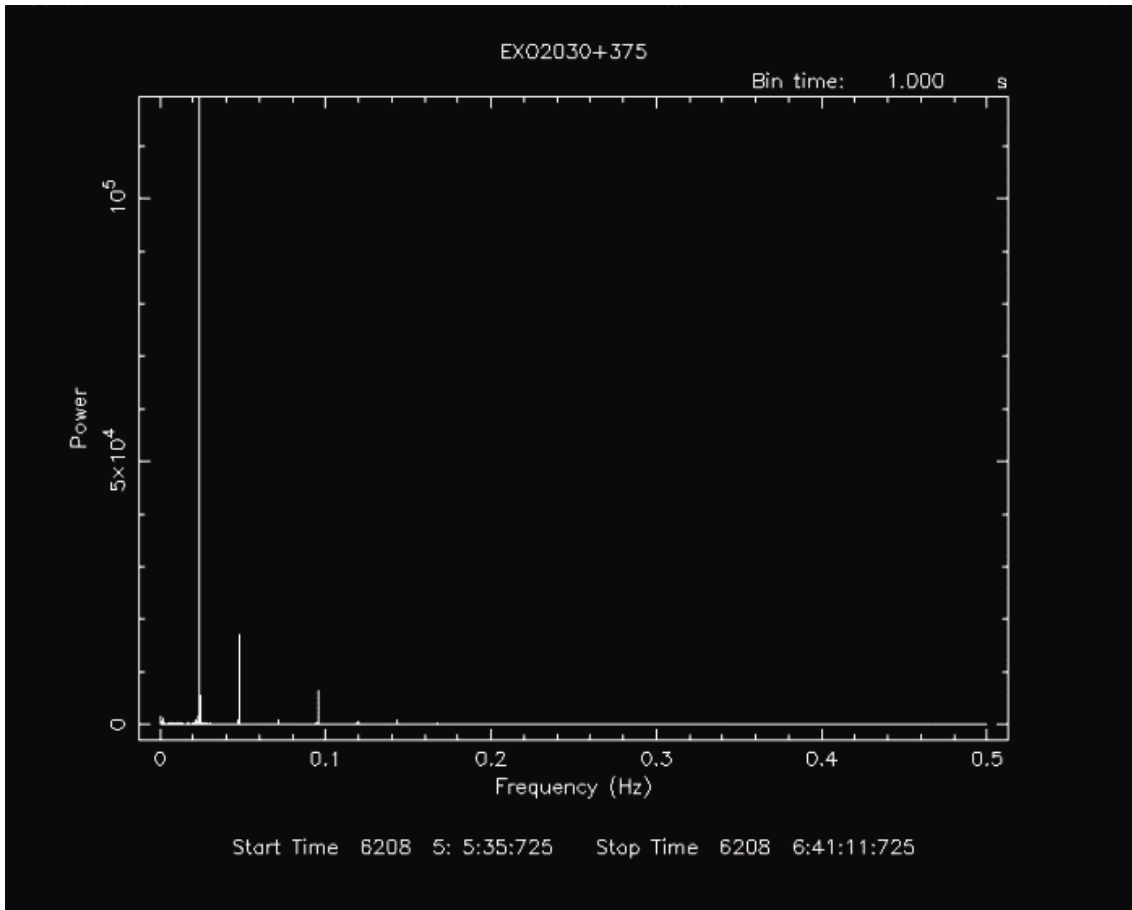 EXO2030+375
Bin time: 1.000 s
10^5
Power
5×10^4
0
0 0.1 0.2 0.3 0.4 0.5
Frequency (Hz)
Start Time 6208 5: 5:35:725 Stop Time 6208 6:41:11:725